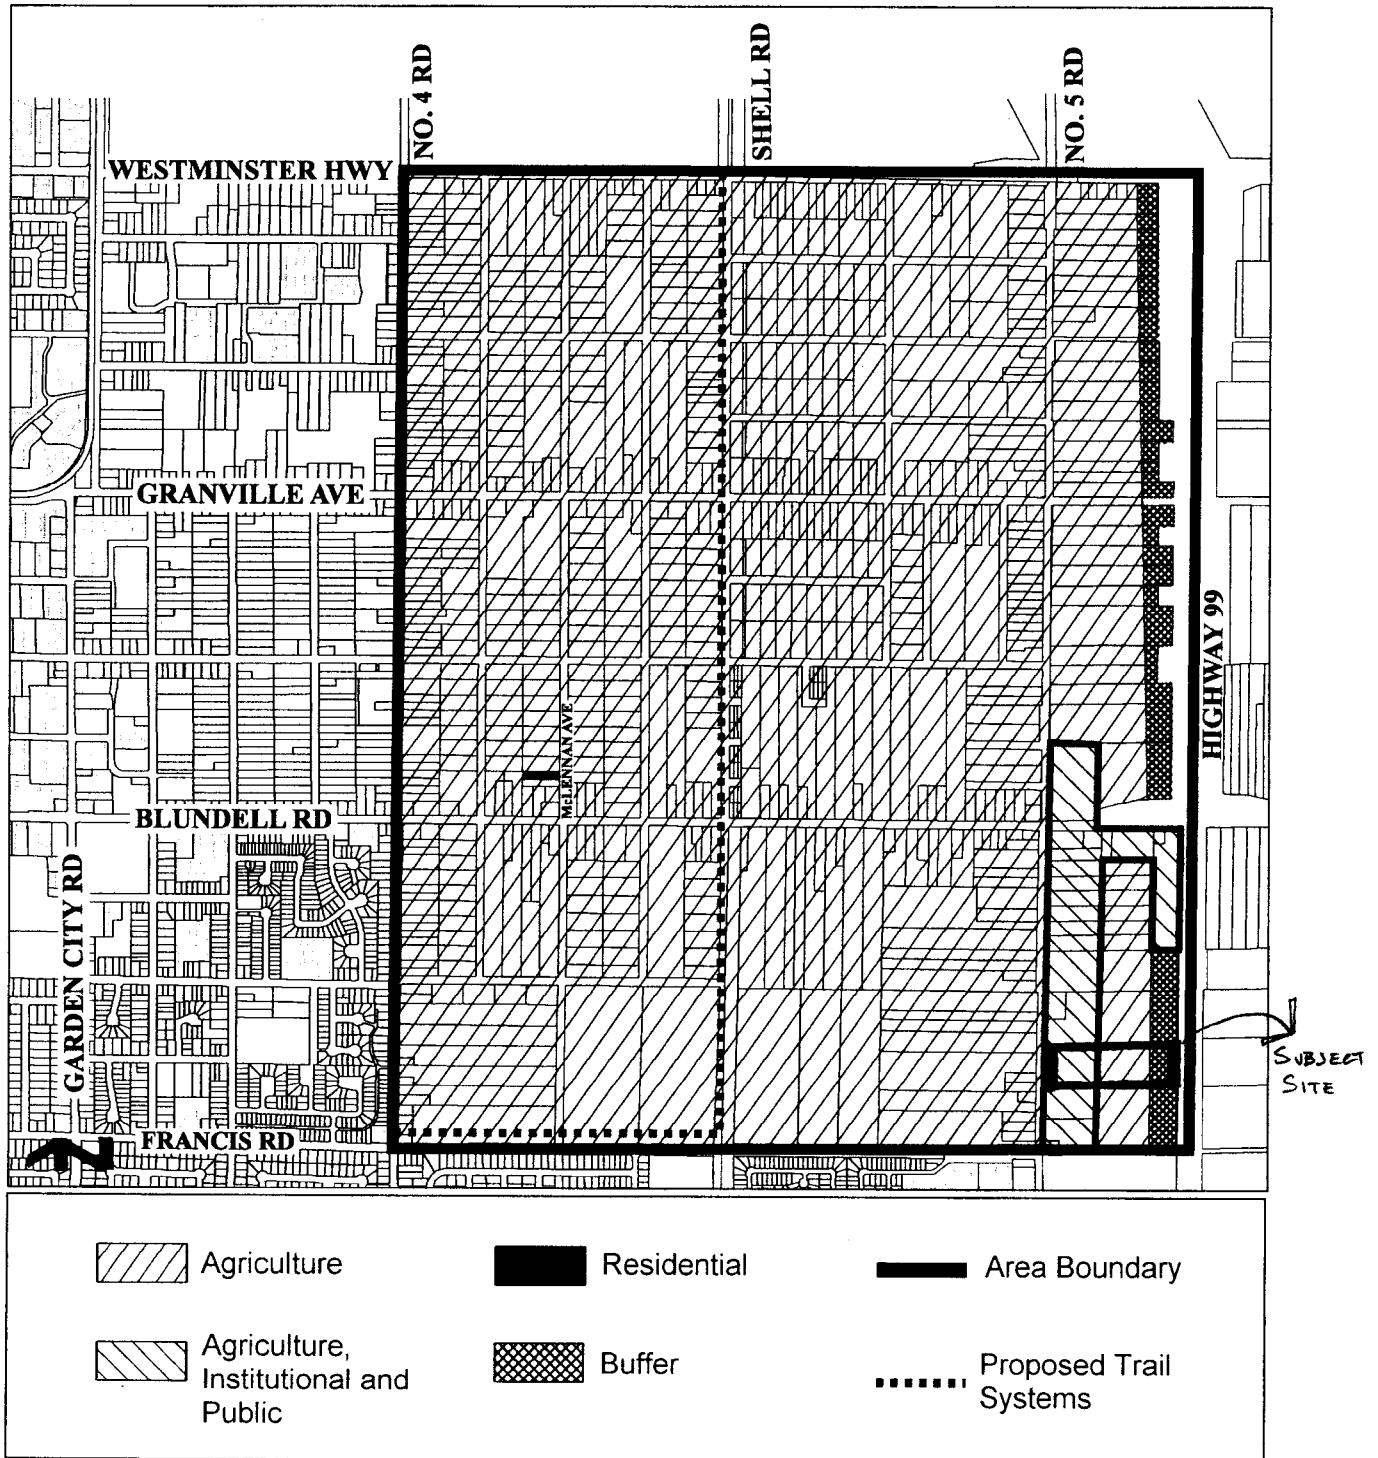 NO. 4 RD
SHELL RD
NO. 5 RD
WESTMINSTER HWY
GRANVILLE AVE
HIGHWAY 99
McLENNAN AVE
BLUNDELL RD
GARDEN CITY RD
SUBJECT
SITE
FRANCIS RD
Agriculture
Residential
Area Boundary
Agriculture,
Institutional and
Public
Buffer
Proposed Trail
Systems